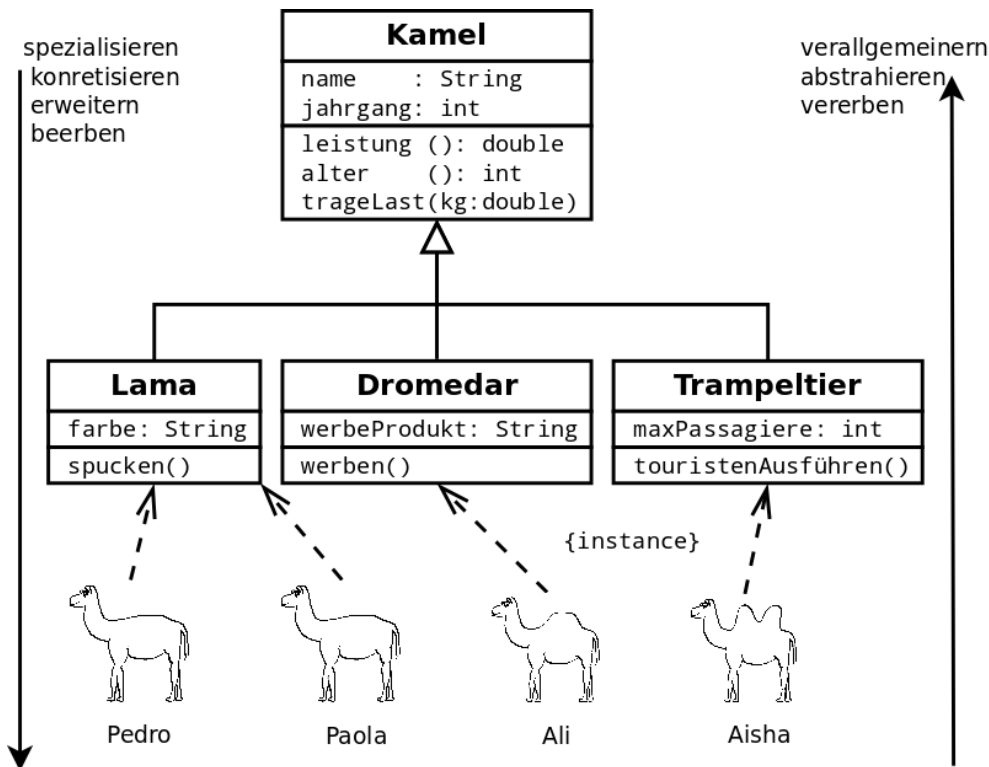 spezialisieren
konretisieren
erweitern
beerben
Kamel
name    : String
jahrgang: int
leistung (): double
alter    (): int
trageLast(kg:double)
verallgemeinern
abstrahieren
vererben
Lama
farbe: String
spucken()
Dromedar
werbeProdukt: String
werben()
Trampeltier
maxPassagiere: int
touristenAusführen()
{instance}
Pedro
Paola
Ali
Aisha